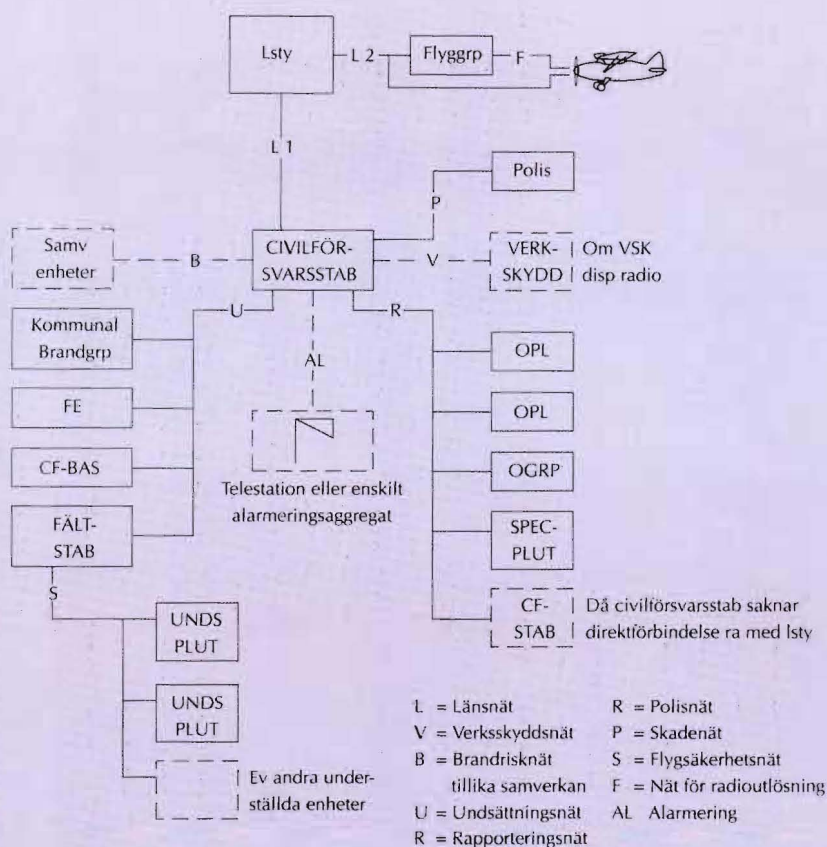 Lsty
L 2
Flyggrp
F
L 1
Polis
P
Samv
enheter
B
CIVILFÖR-
SVARSSTAB
V
VERK-
SKYDD
Om VSK
disp radio
U
R
Kommunal
Brandgrp
AL
OPL
FE
OPL
CF-BAS
Telestation eller enskilt
alarmeringsaggregat
OGRP
FÄLT-
STAB
SPEC-
PLUT
S
CF-
STAB
Då civilförsvarsstab saknar
direktförbindelse ra med lsty
UNDS
PLUT
UNDS
PLUT
Ev andra under-
ställda enheter
L = Länsnät
V = Verksskyddsnät
B = Brandrisknät
tillika samverkan
U = Undsättningsnät
R = Rapporteringsnät
R = Polisnät
P = Skadenät
S = Flygsäkerhetsnät
F = Nät för radioutlösning
AL Alarmering